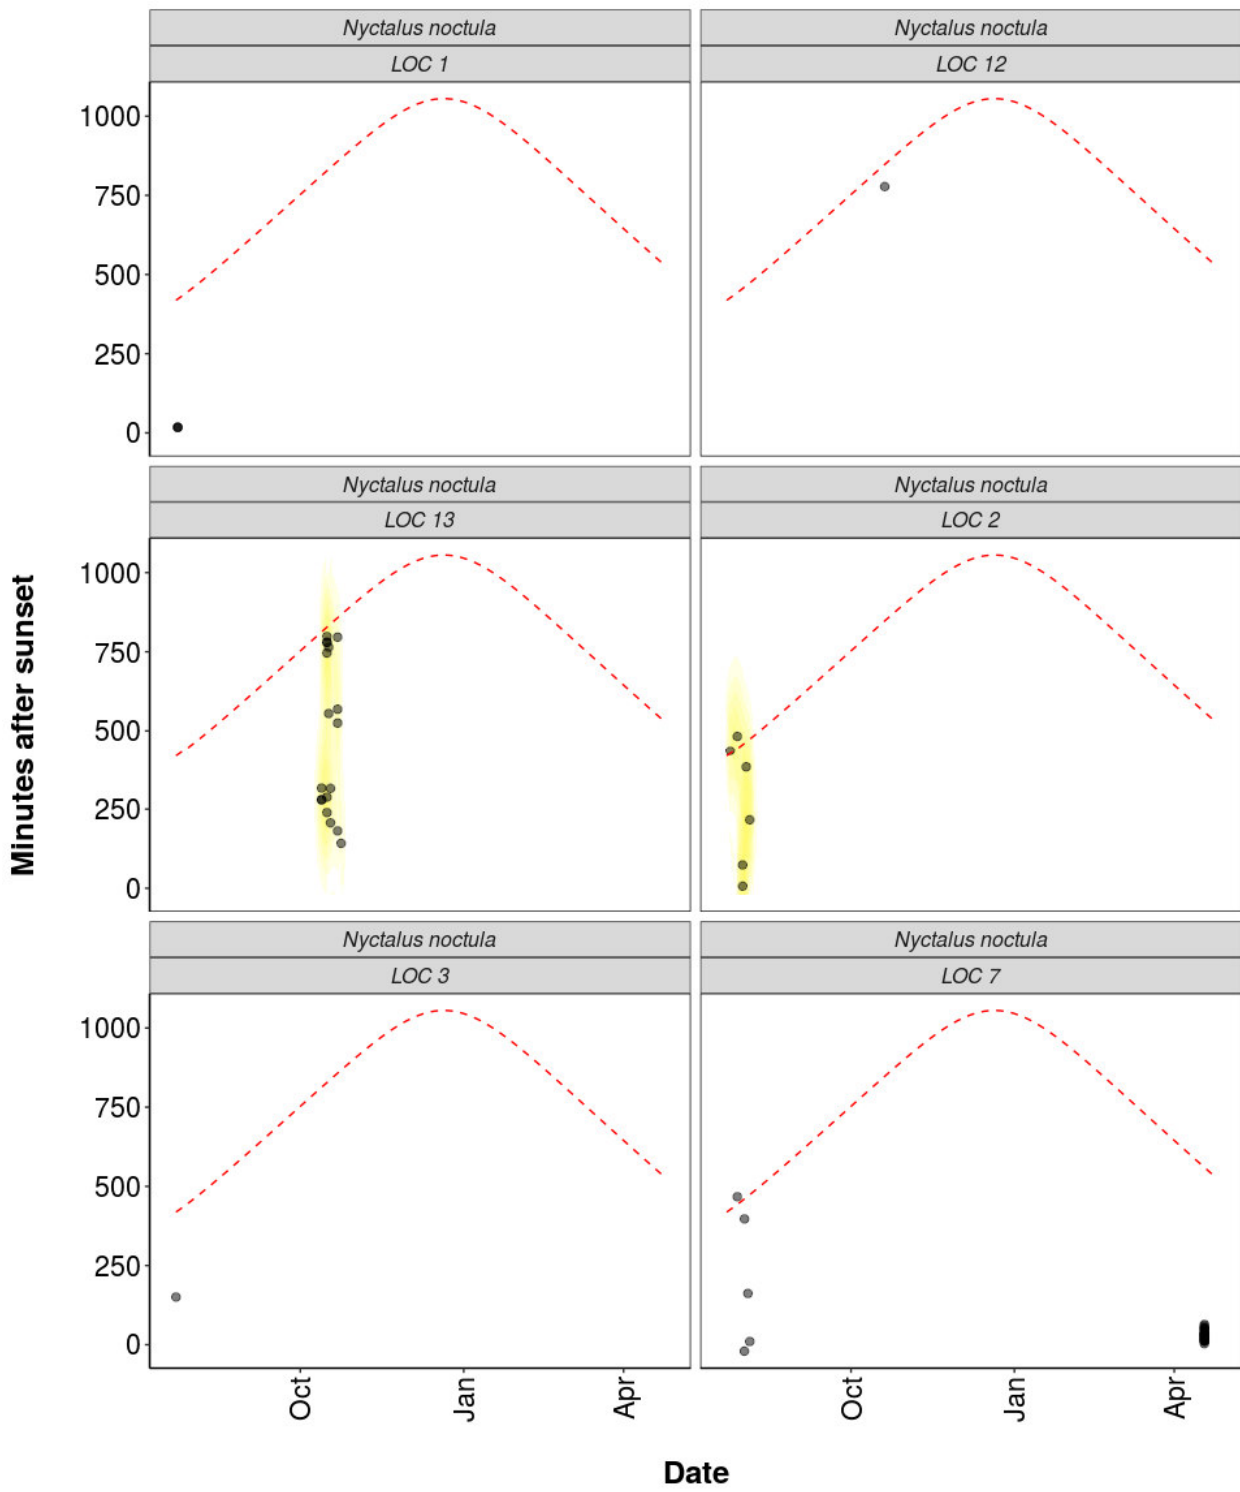 Nyctalus noctula
Nyctalus noctula
LOC 1
LOC 12
1000
750
500
250
0
Nyctalus noctula
Nyctalus noctula
LOC 13
LOC 2
1000
750
500
250
0
Minutes after sunset
Nyctalus noctula
Nyctalus noctula
LOC 3
LOC 7
1000
750
500
250
0
Oct
Jan
Apr
Oct
Jan
Apr
Date